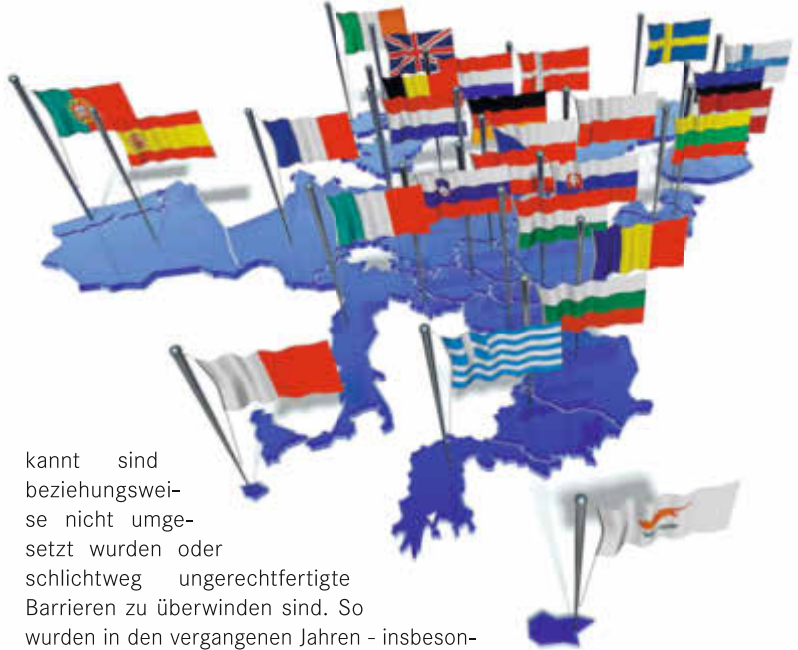 kannt sind
beziehungswei-
se nicht umge-
setzt wurden oder
schlichtweg ungerechtfertigte
Barrieren zu überwinden sind. So
wurden in den vergangenen Jahren - insbeson-